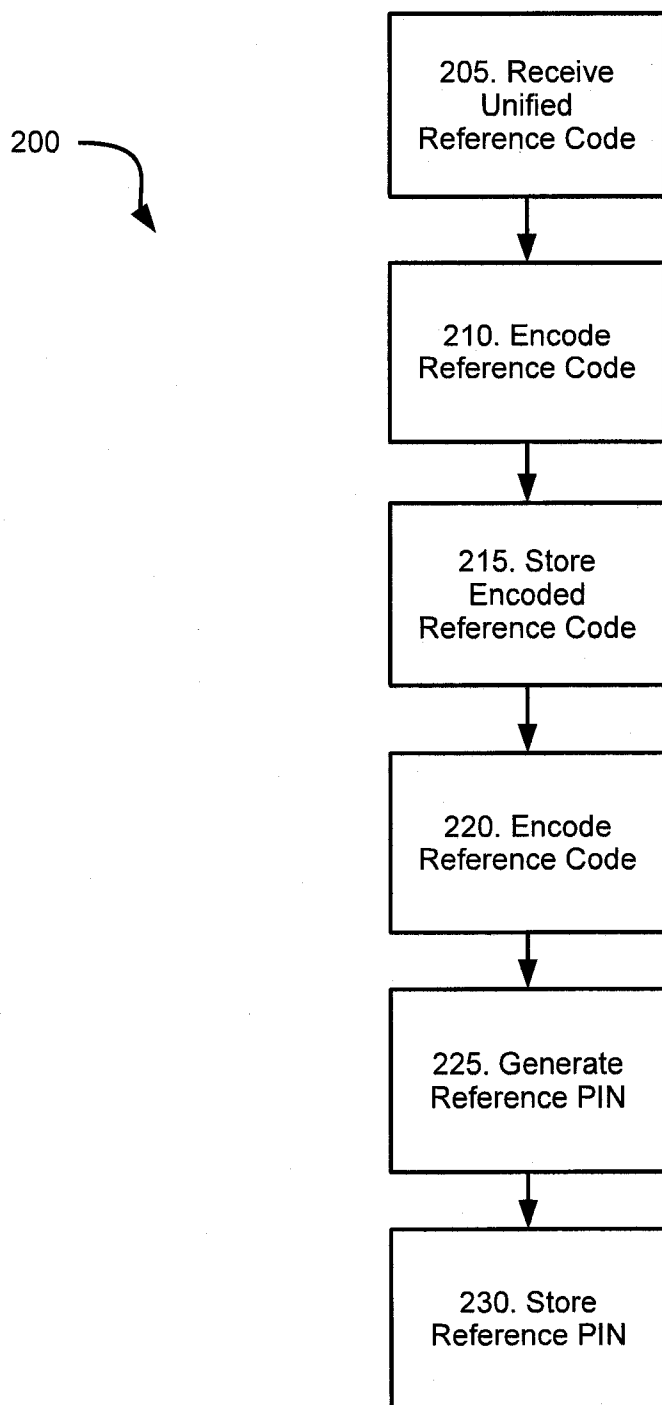 205. Receive
Unified
Reference Code
200
210. Encode
Reference Code
215. Store
Encoded
Reference Code
220. Encode
Reference Code
225. Generate
Reference PIN
230. Store
Reference PIN